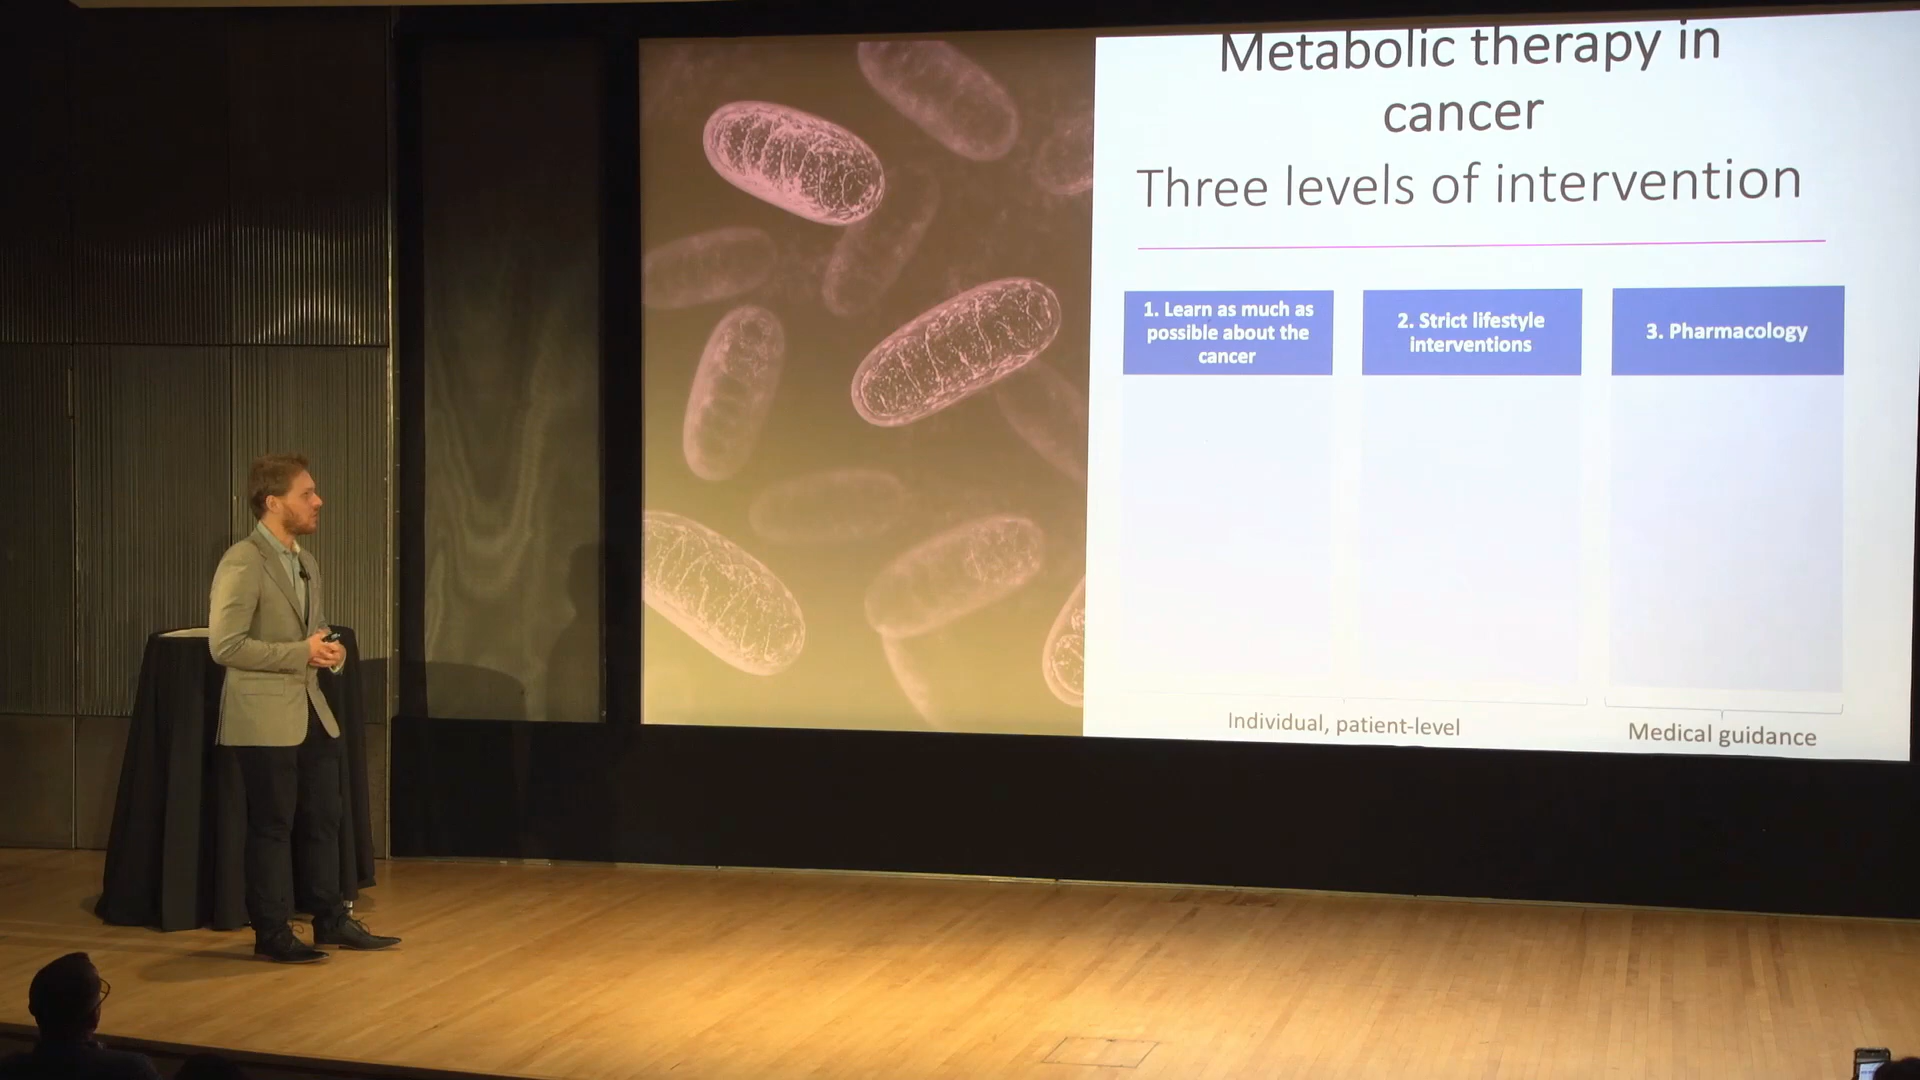 Metabolic therapy in
cancer
Three levels of intervention
1. Learn as much as
possible about the
cancer
2. Strict lifestyle
interventions
3. Pharmacology
Individual, patient-level
Medical guidance